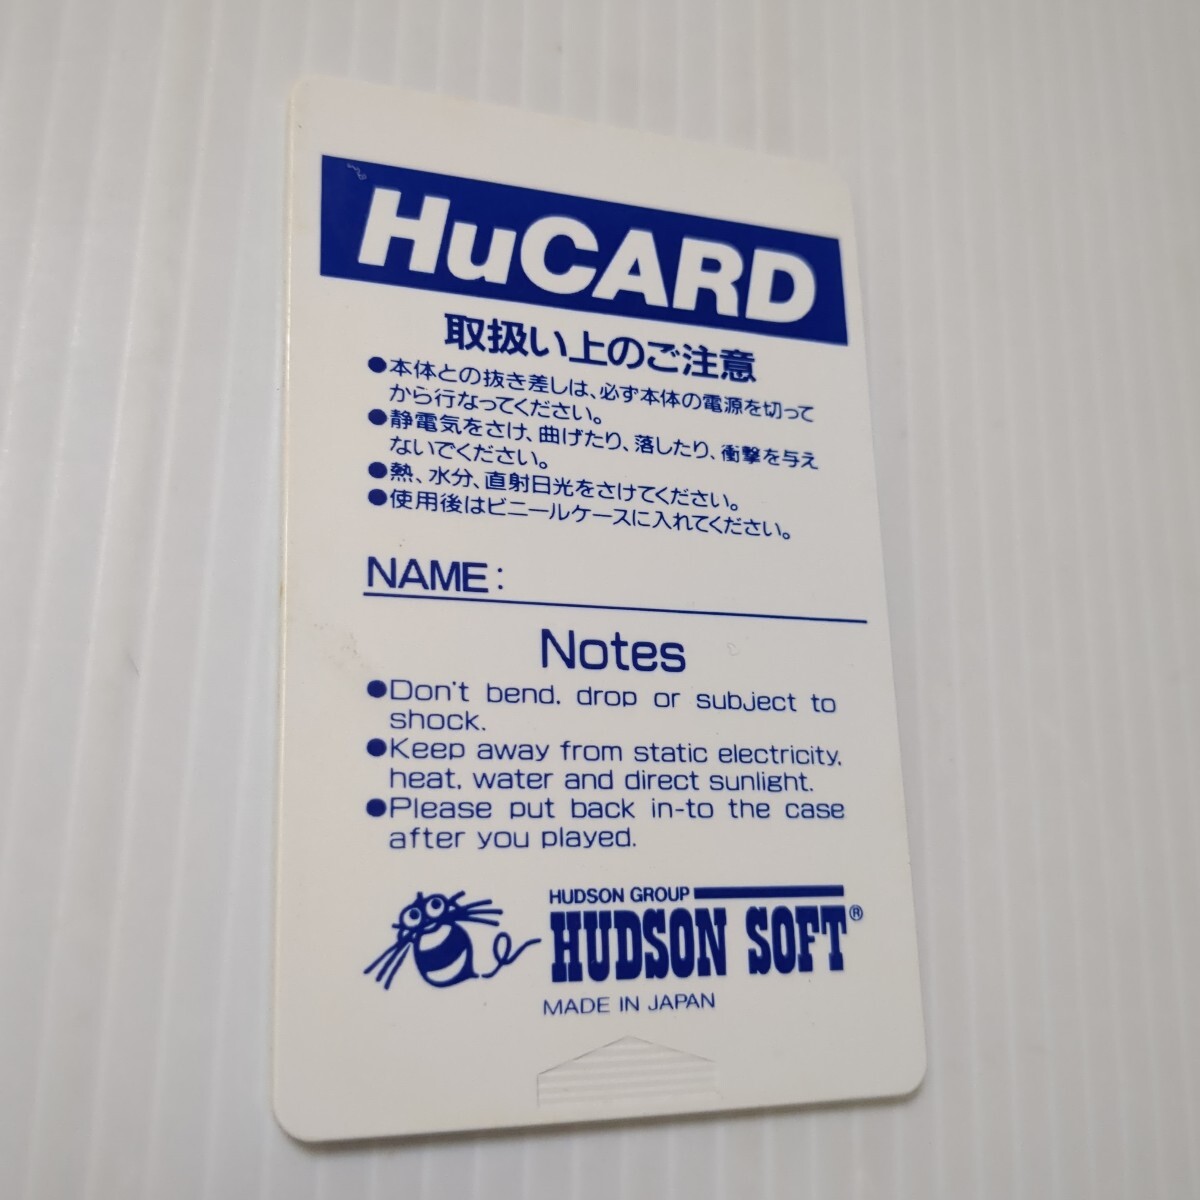 HuCARD
取扱い上のご注意
●本体との抜き差しは、必ず本体の電源を切って
から行なってください。
●静電気をさけ、曲げたり、落したり、衝撃を与え
ないでください。
●熱、水分、直射日光をさけてください。
●使用後はビニールケースに入れてください。
NAME:
Notes
●Don't bend, drop or subject to
shock.
●Keep away from static electricity,
heat, water and direct sunlight.
●Please put back in-to the case
after you played.
HUDSON GROUP
HUDSON SOFT®
MADE IN JAPAN